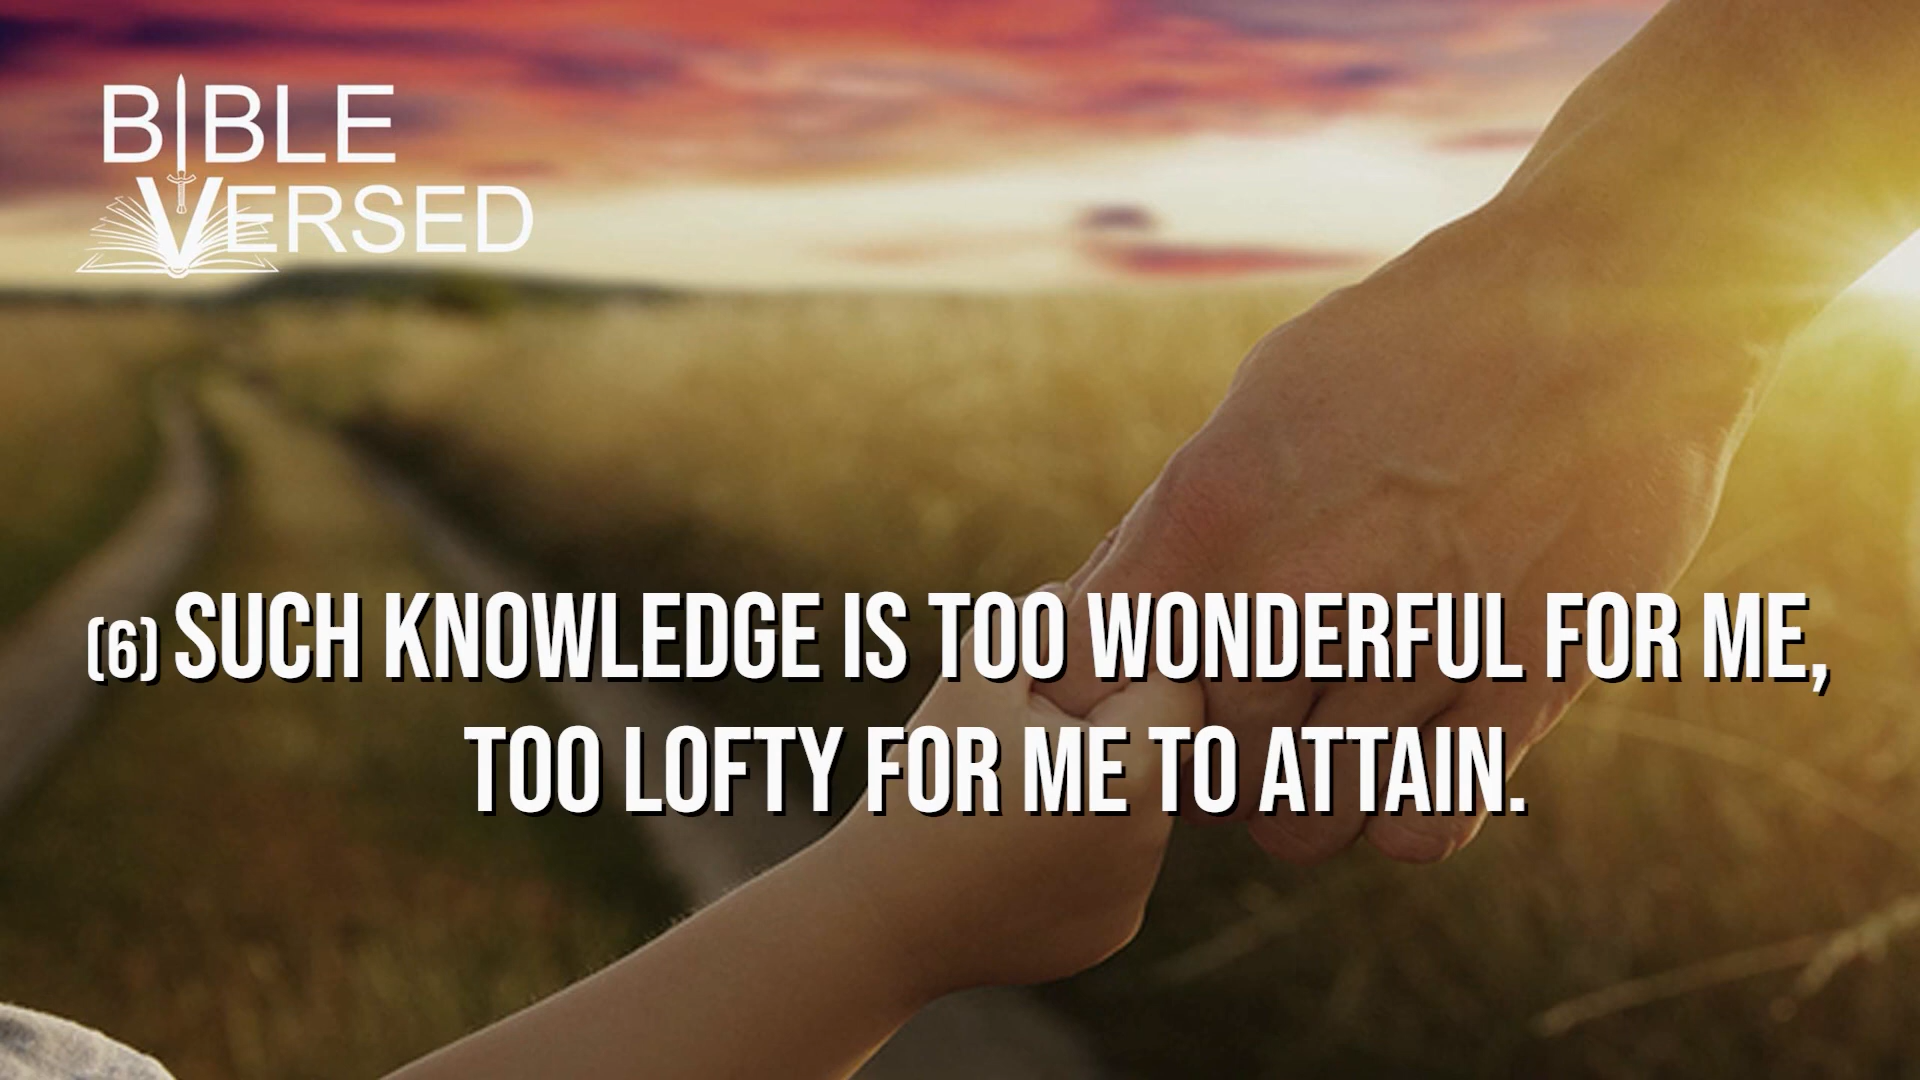 BIBLE
VERSED
(6) SUCH KNOWLEDGE IS TOO WONDERFUL FOR ME,
TOO LOFTY FOR ME TO ATTAIN.